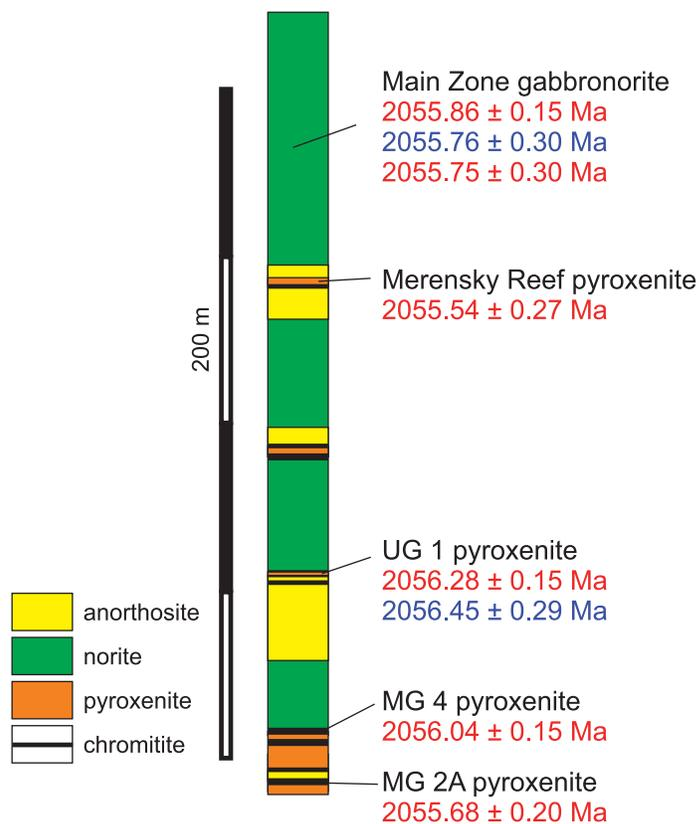 Main Zone gabbronorite
2055.86 ± 0.15 Ma
2055.76 ± 0.30 Ma
2055.75 ± 0.30 Ma
Merensky Reef pyroxenite
2055.54 ± 0.27 Ma
200 m
UG 1 pyroxenite
2056.28 ± 0.15 Ma
2056.45 ± 0.29 Ma
anorthosite
norite
pyroxenite
chromitite
MG 4 pyroxenite
2056.04 ± 0.15 Ma
MG 2A pyroxenite
2055.68 ± 0.20 Ma